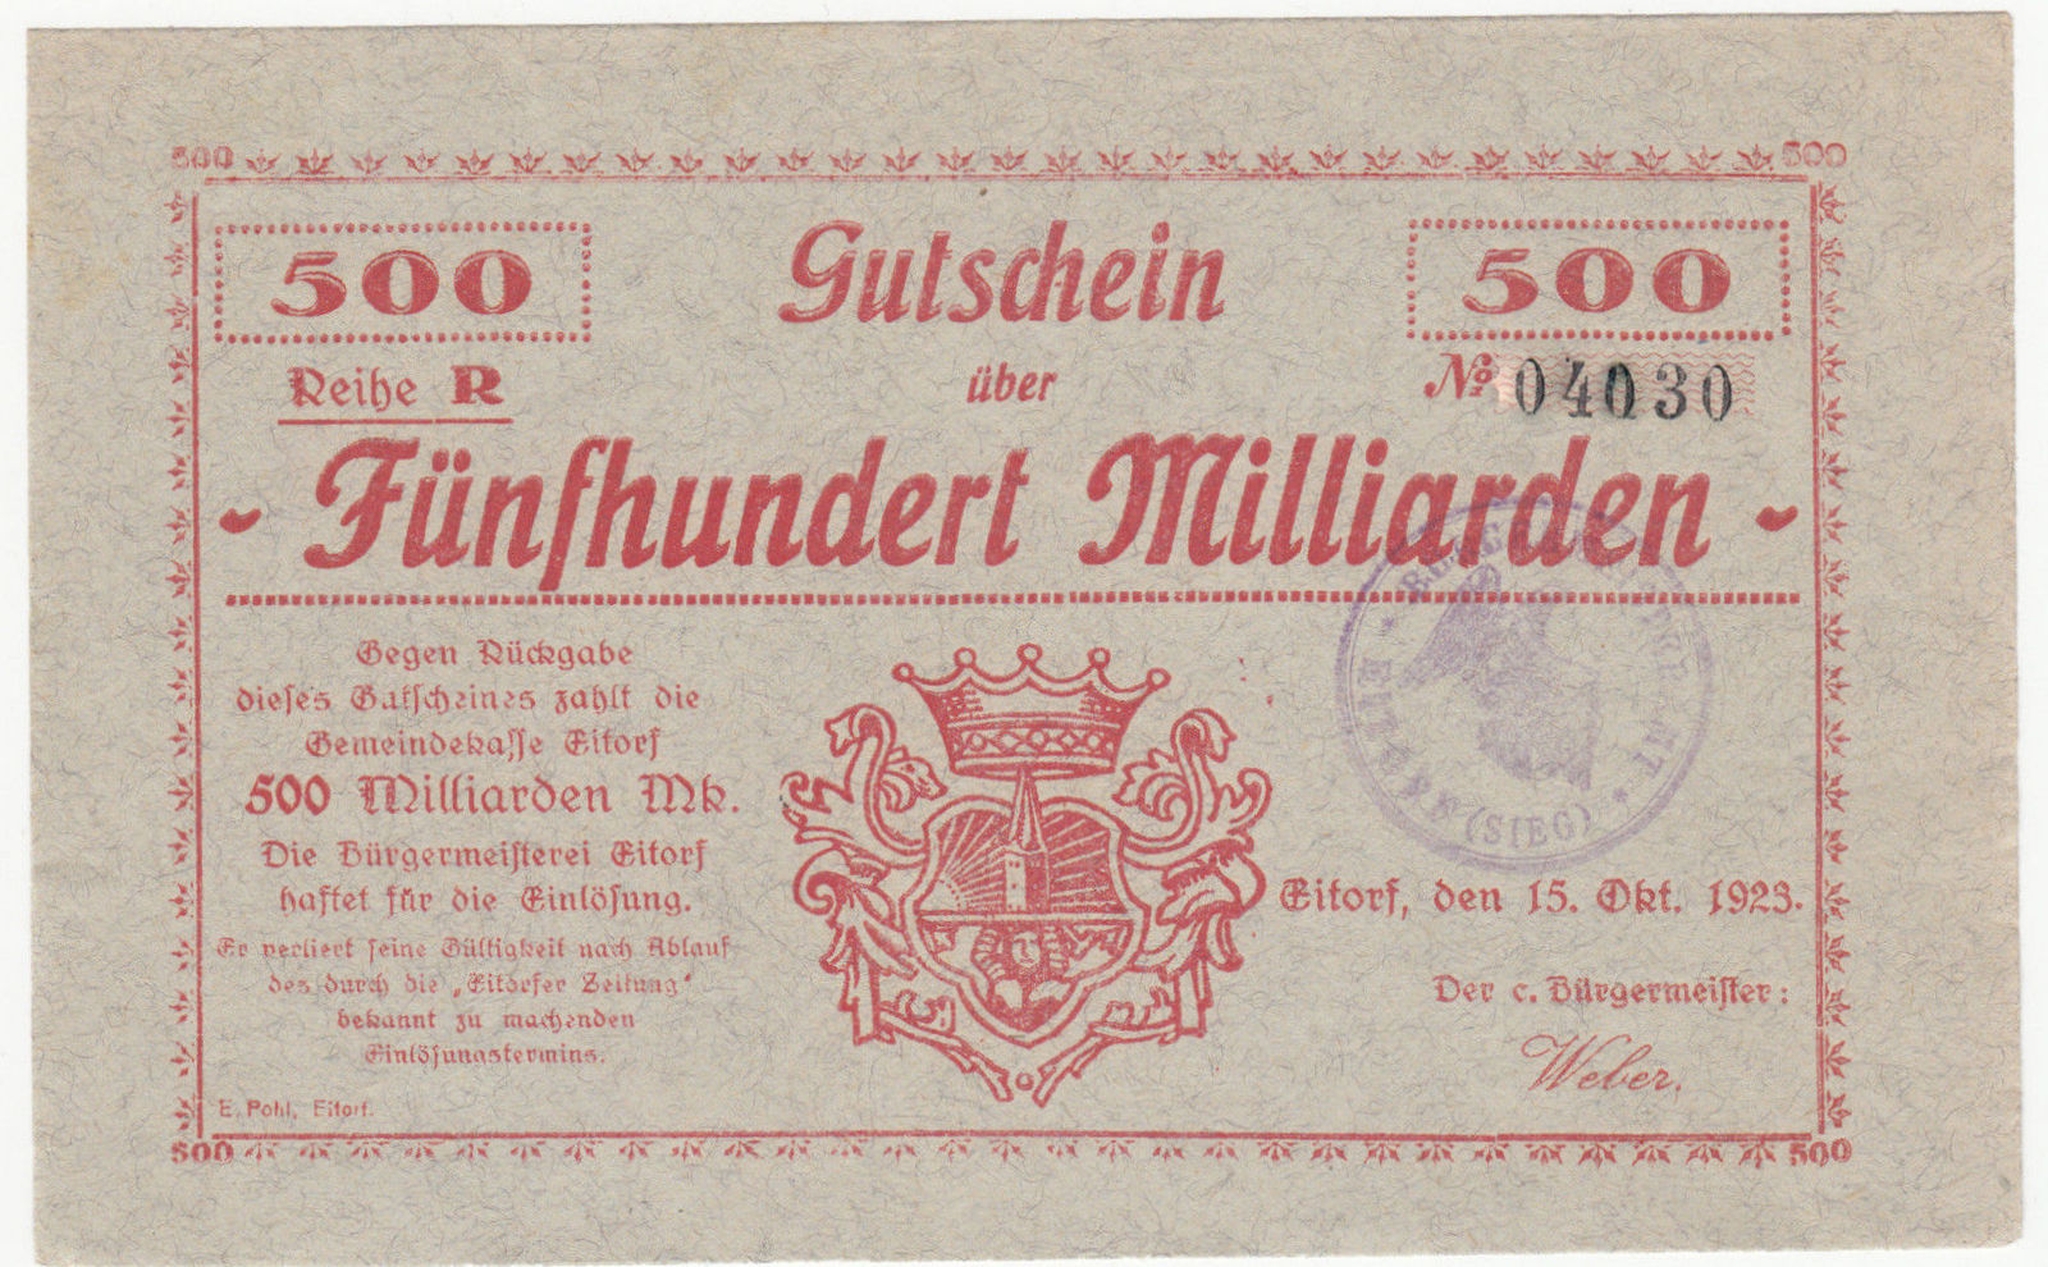 500 500
500 Gutschein 500
Reihe R über No. 04030
- Fünfhundert Milliarden -
Gegen Rückgabe
dieses Gutscheines zahlt die
Gemeindekasse Eitorf
500 Milliarden Mk.
Die Bürgermeisterei Eitorf
haftet für die Einlösung.
Er verliert seine Gültigkeit nach Ablauf
des durch die „Eitorfer Zeitung“
bekannt zu machenden
Einlösungstermins.
E. Pohl, Eitorf.
EITORF (SIEG)
Eitorf, den 15. Okt. 1923.
Der c. Bürgermeister:
Weber.
500 500